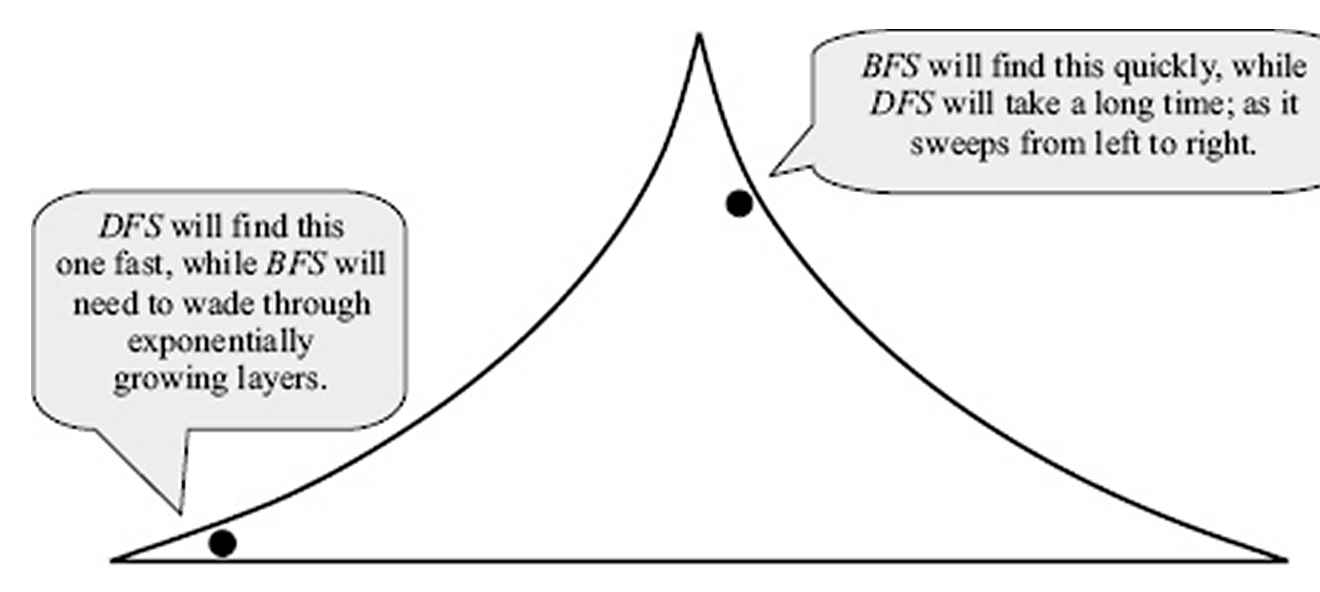 BFS will find this quickly, while
DFS will take a long time; as it
sweeps from left to right.
DFS will find this
one fast, while BFS will
need to wade through
exponentially
growing layers.